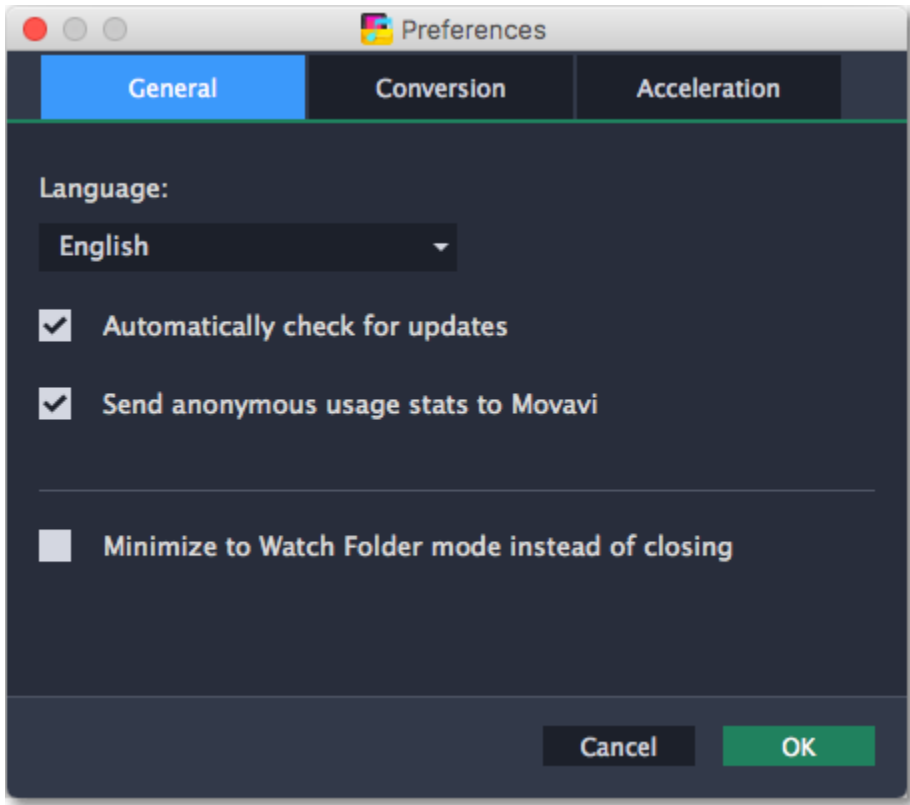 Preferences
General Conversion Acceleration
Language:
English
Automatically check for updates
Send anonymous usage stats to Movavi
Minimize to Watch Folder mode instead of closing
Cancel OK